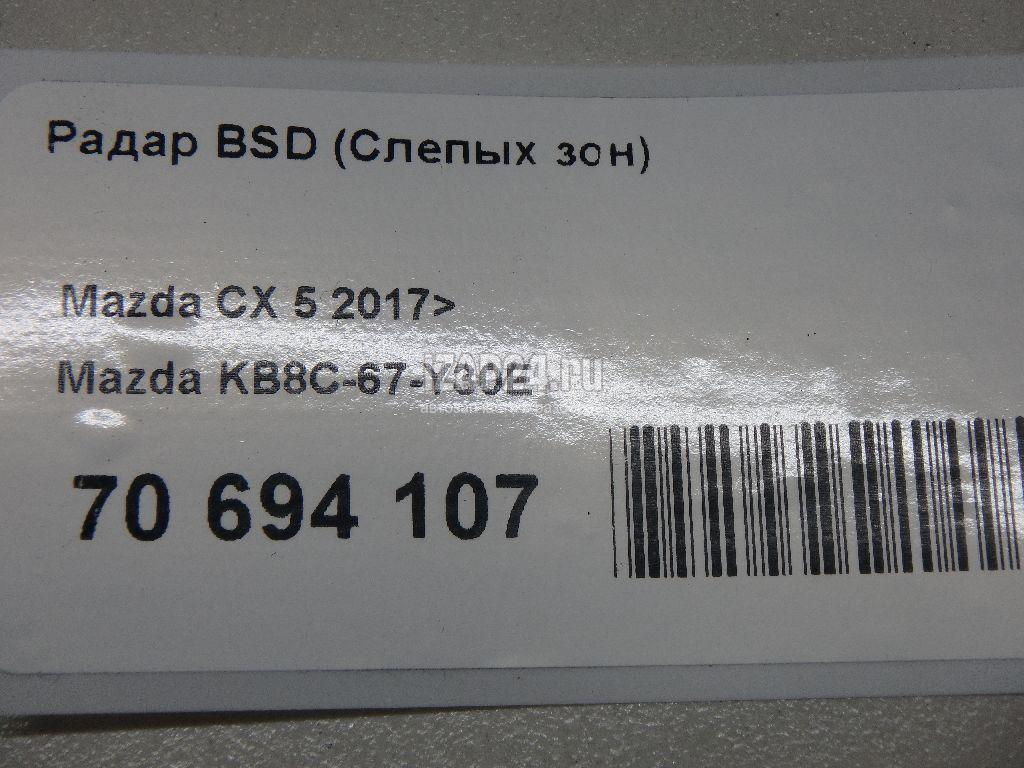 Радар BSD (Слепых зон)
Mazda CX 5 2017>
Mazda KB8C-67-Y30E
70 694 107